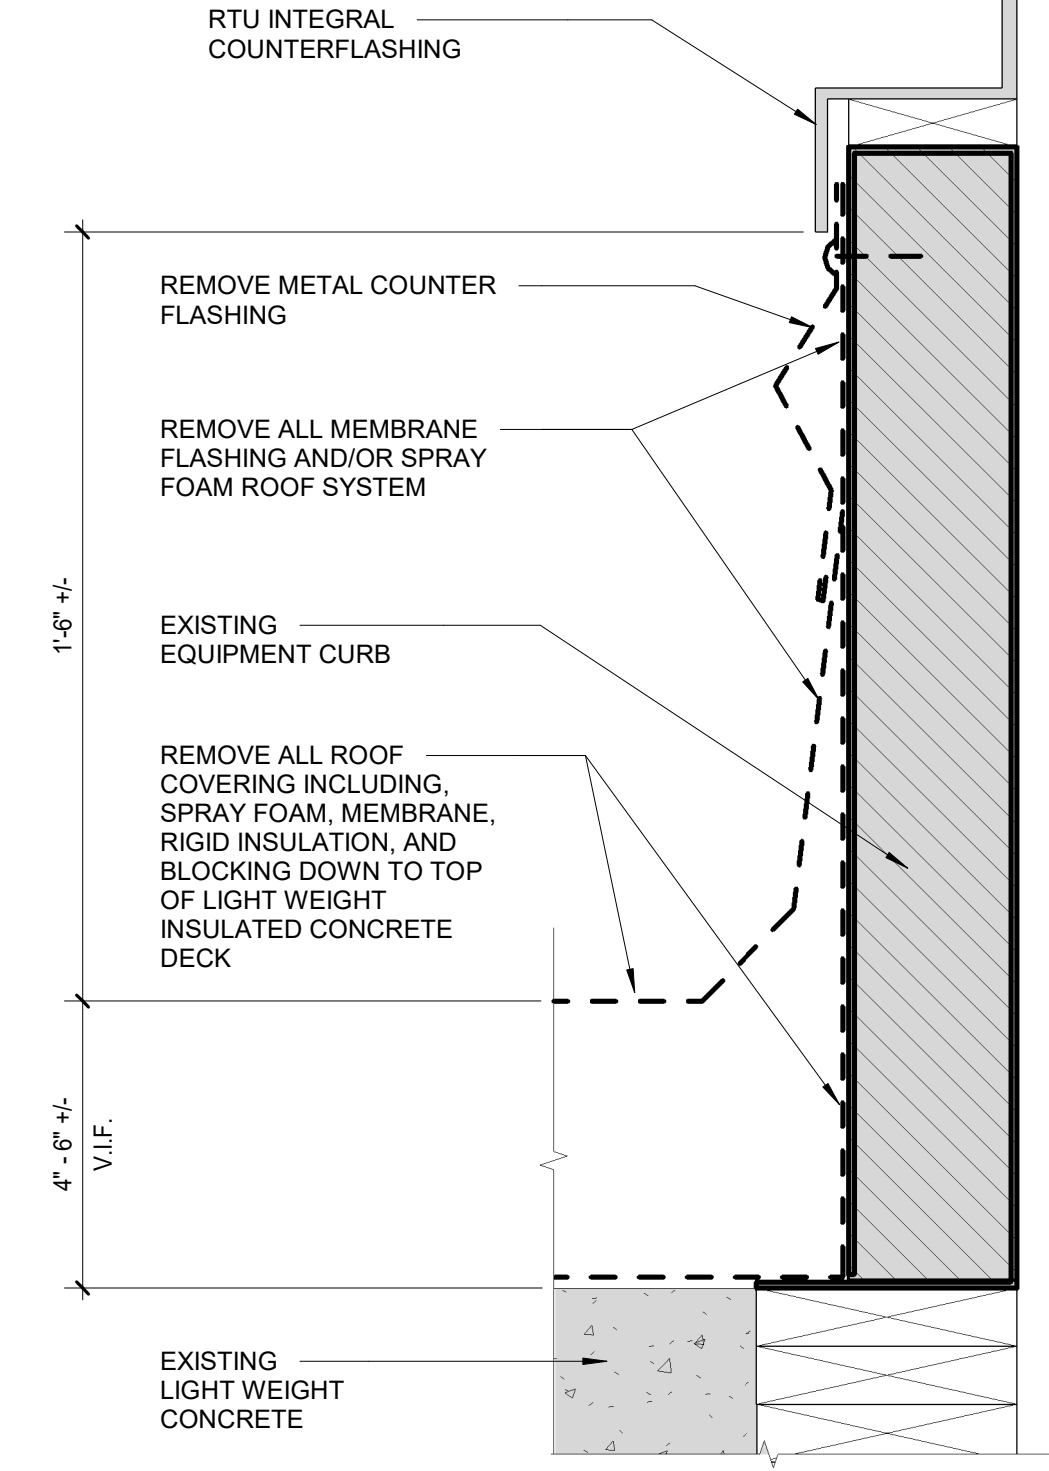 RTU INTEGRAL
COUNTERFLASHING
REMOVE METAL COUNTER
FLASHING
REMOVE ALL MEMBRANE
FLASHING AND/OR SPRAY
FOAM ROOF SYSTEM
1'-6" +/-
EXISTING
EQUIPMENT CURB
REMOVE ALL ROOF
COVERING INCLUDING,
SPRAY FOAM, MEMBRANE,
RIGID INSULATION, AND
BLOCKING DOWN TO TOP
OF LIGHT WEIGHT
INSULATED CONCRETE
DECK
4" - 6" +/-
V.I.F.
EXISTING
LIGHT WEIGHT
CONCRETE